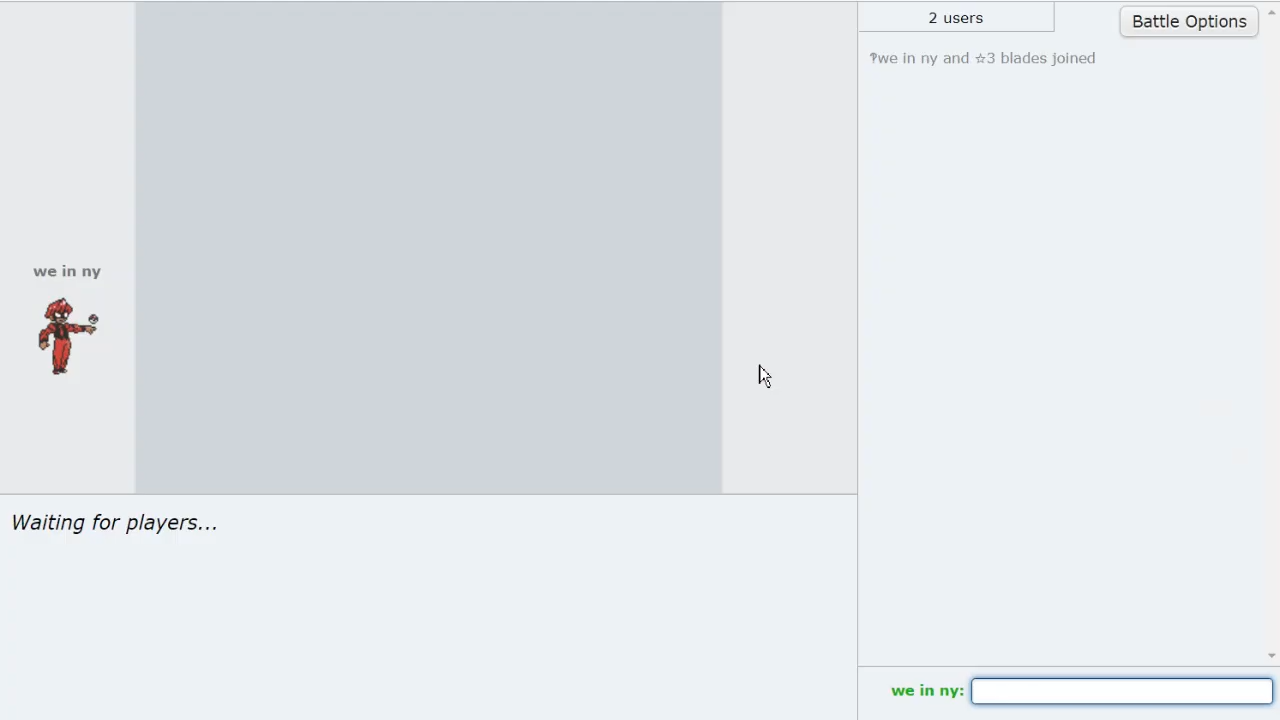 2 users
Battle Options
‽we in ny and ☆3 blades joined
we in ny
Waiting for players...
we in ny: